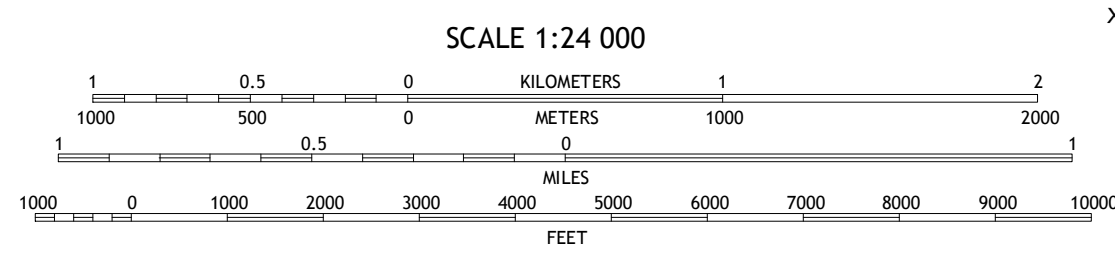 X
SCALE 1:24 000
1 0.5 0 KILOMETERS 1 2
1000 500 0 METERS 1000 2000
1 0.5 0 1
MILES
1000 0 1000 2000 3000 4000 5000 6000 7000 8000 9000 10000
FEET